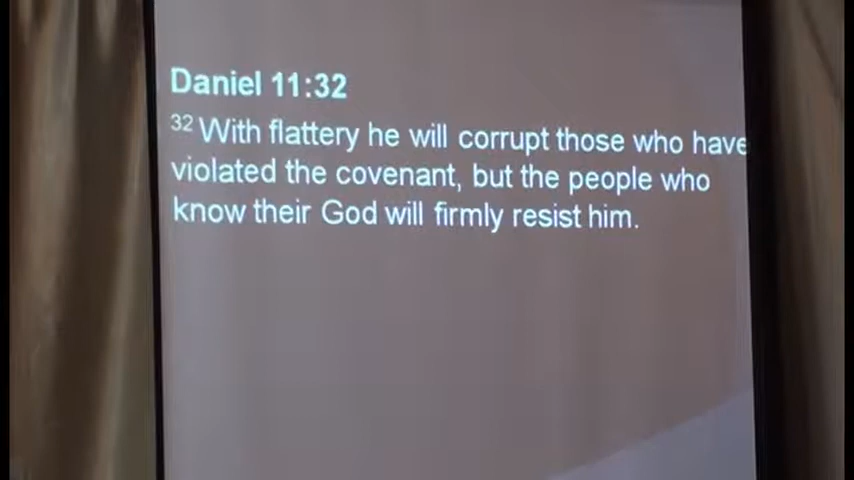 Daniel 11:32
32 With flattery he will corrupt those who have
violated the covenant, but the people who
know their God will firmly resist him.